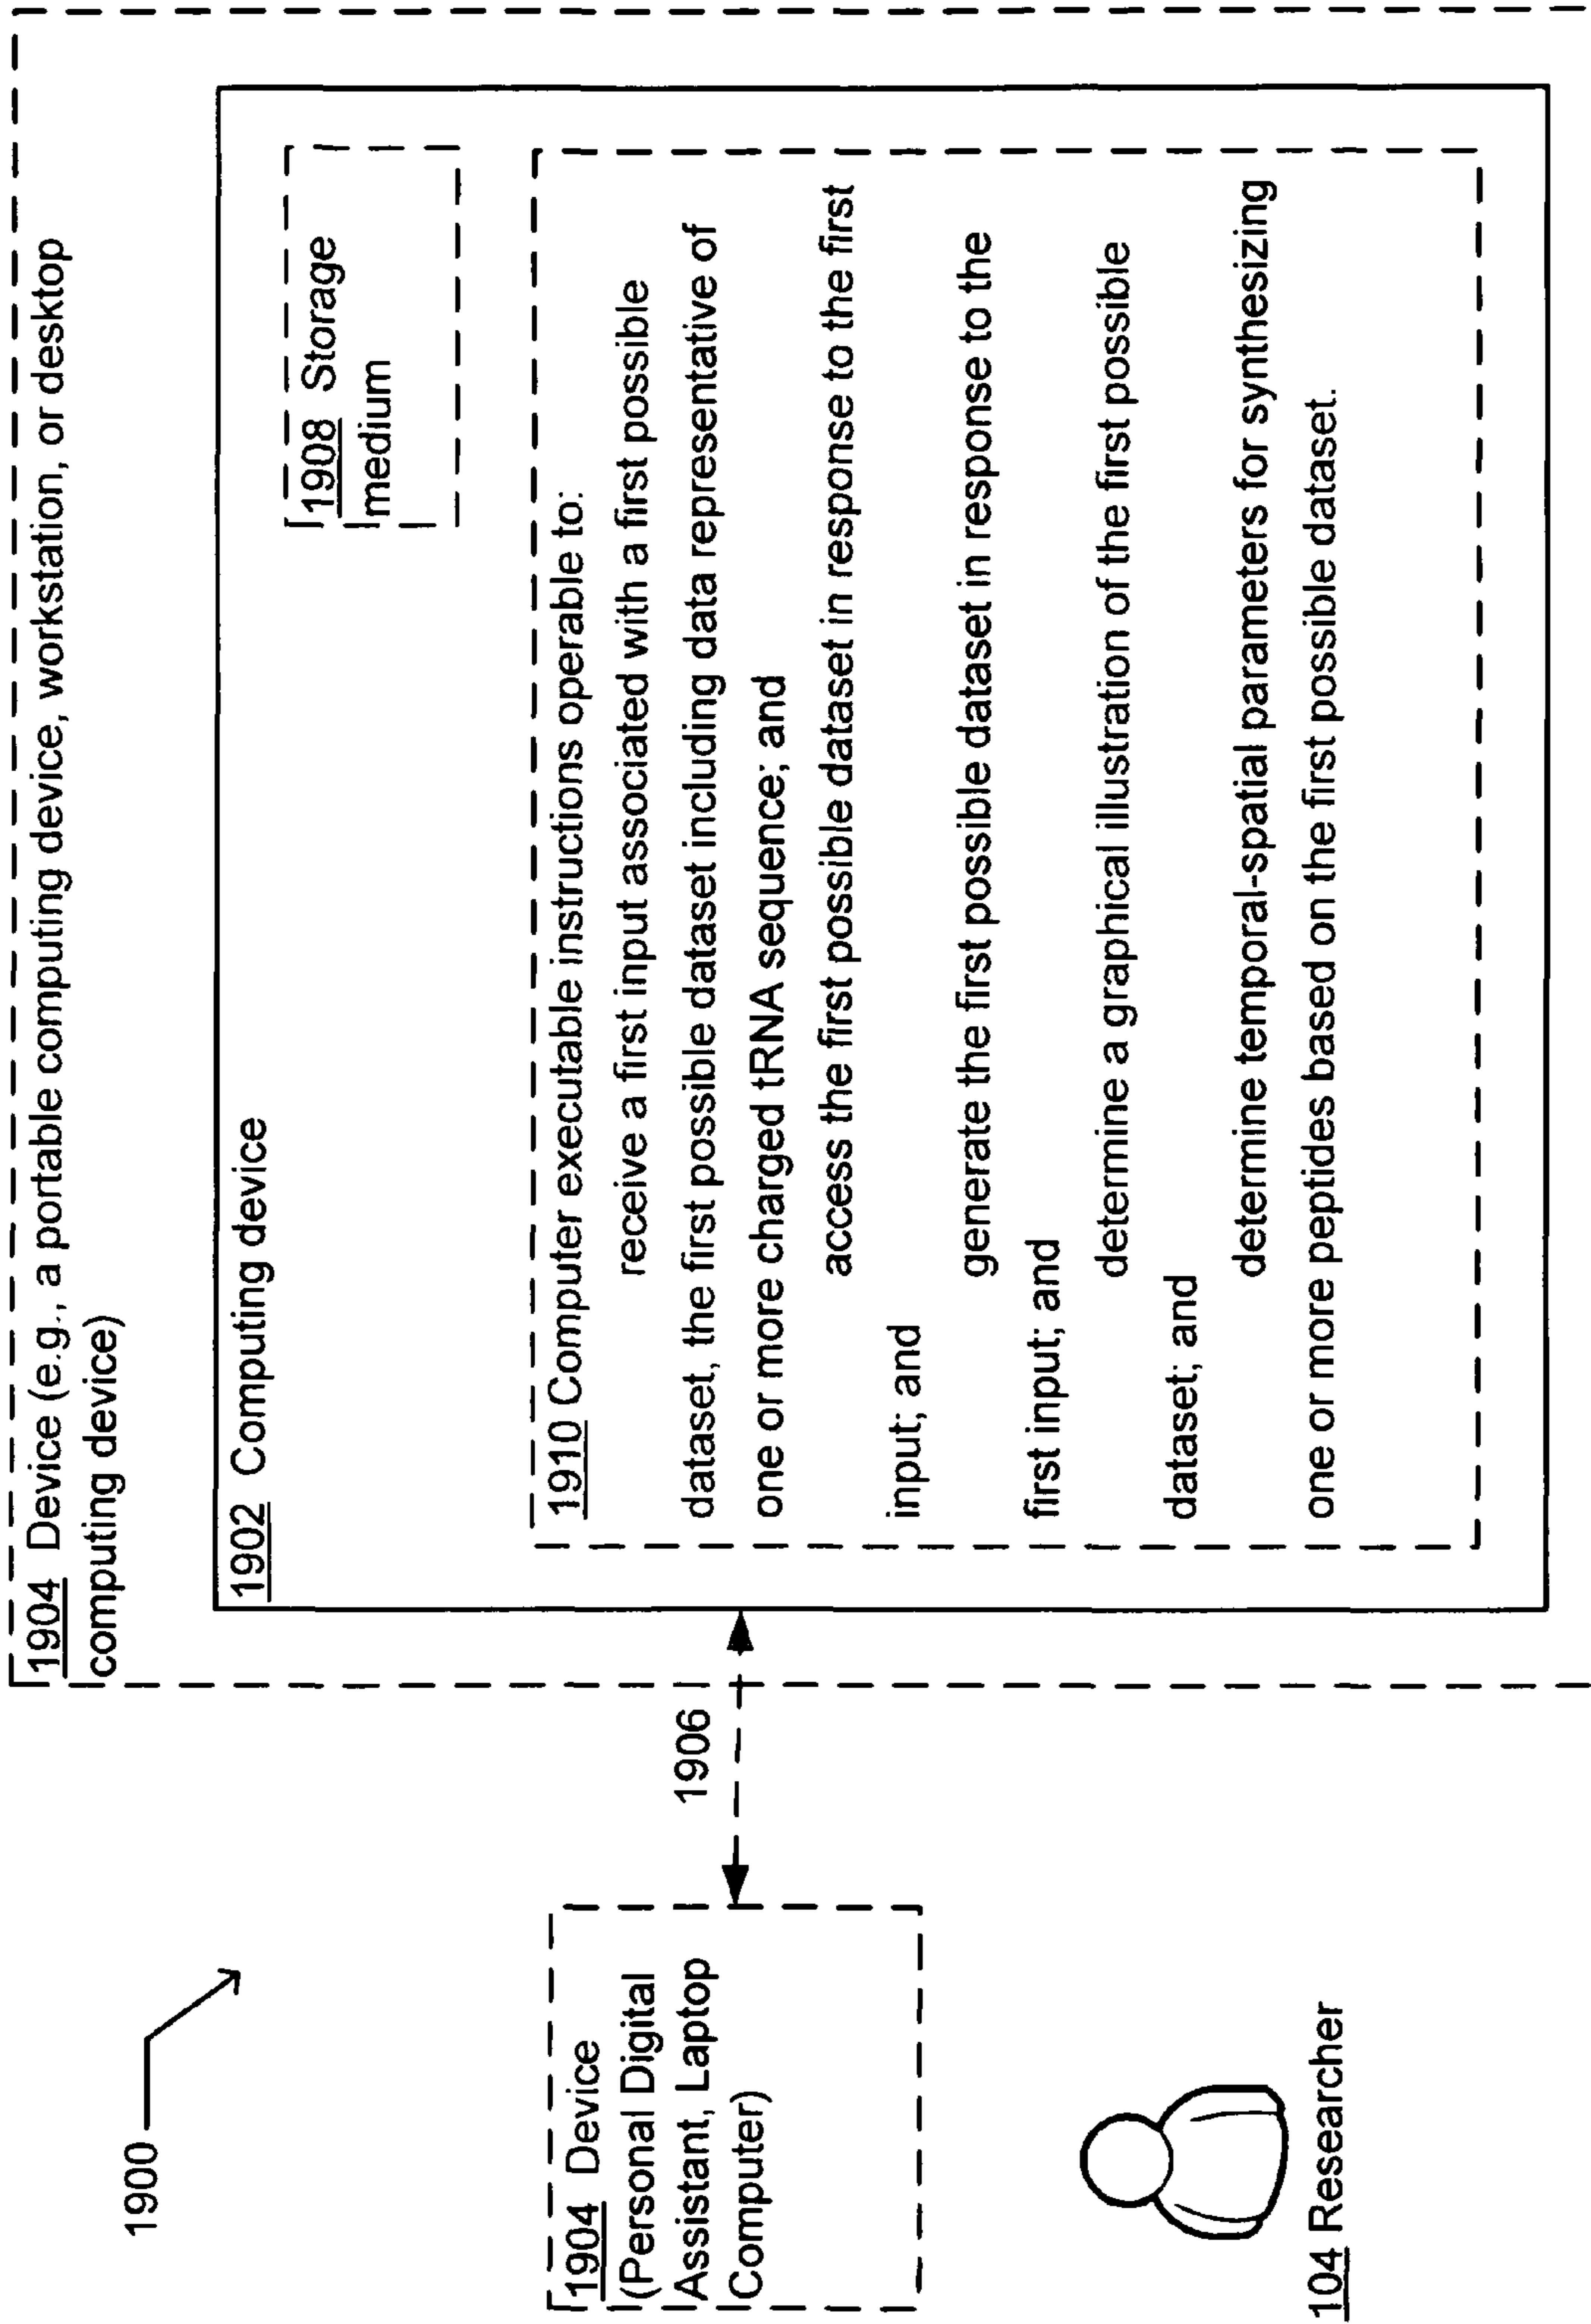 1900
1904 Device (e.g., a portable computing device, workstation, or desktop
computing device)
1902 Computing device
1908 Storage
medium
1910 Computer executable instructions operable to:
receive a first input associated with a first possible
dataset, the first possible dataset including data representative of
one or more charged tRNA sequence; and
access the first possible dataset in response to the first
input; and
generate the first possible dataset in response to the
first input; and
determine a graphical illustration of the first possible
dataset; and
determine temporal-spatial parameters for synthesizing
one or more peptides based on the first possible dataset.
1906
1904 Device
(Personal Digital
Assistant, Laptop
Computer)
104 Researcher